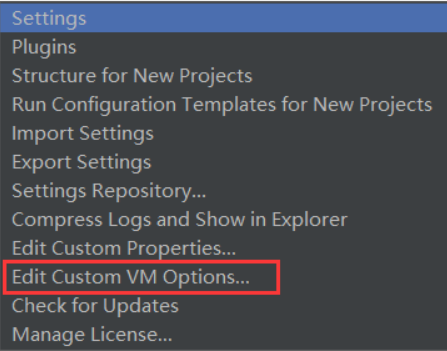 Settings
Plugins
Structure for New Projects
Run Configuration Templates for New Projects
Import Settings
Export Settings
Settings Repository...
Compress Logs and Show in Explorer
Edit Custom Properties...
Edit Custom VM Options...
Check for Updates
Manage License...